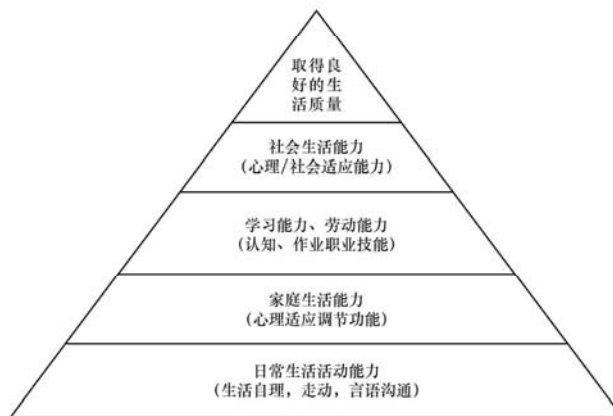 取得良
好的生
活质量
社会生活能力
(心理/社会适应能力)
学习能力、劳动能力
(认知、作业职业技能)
家庭生活能力
(心理适应调节功能)
日常生活活动能力
(生活自理，走动，言语沟通)